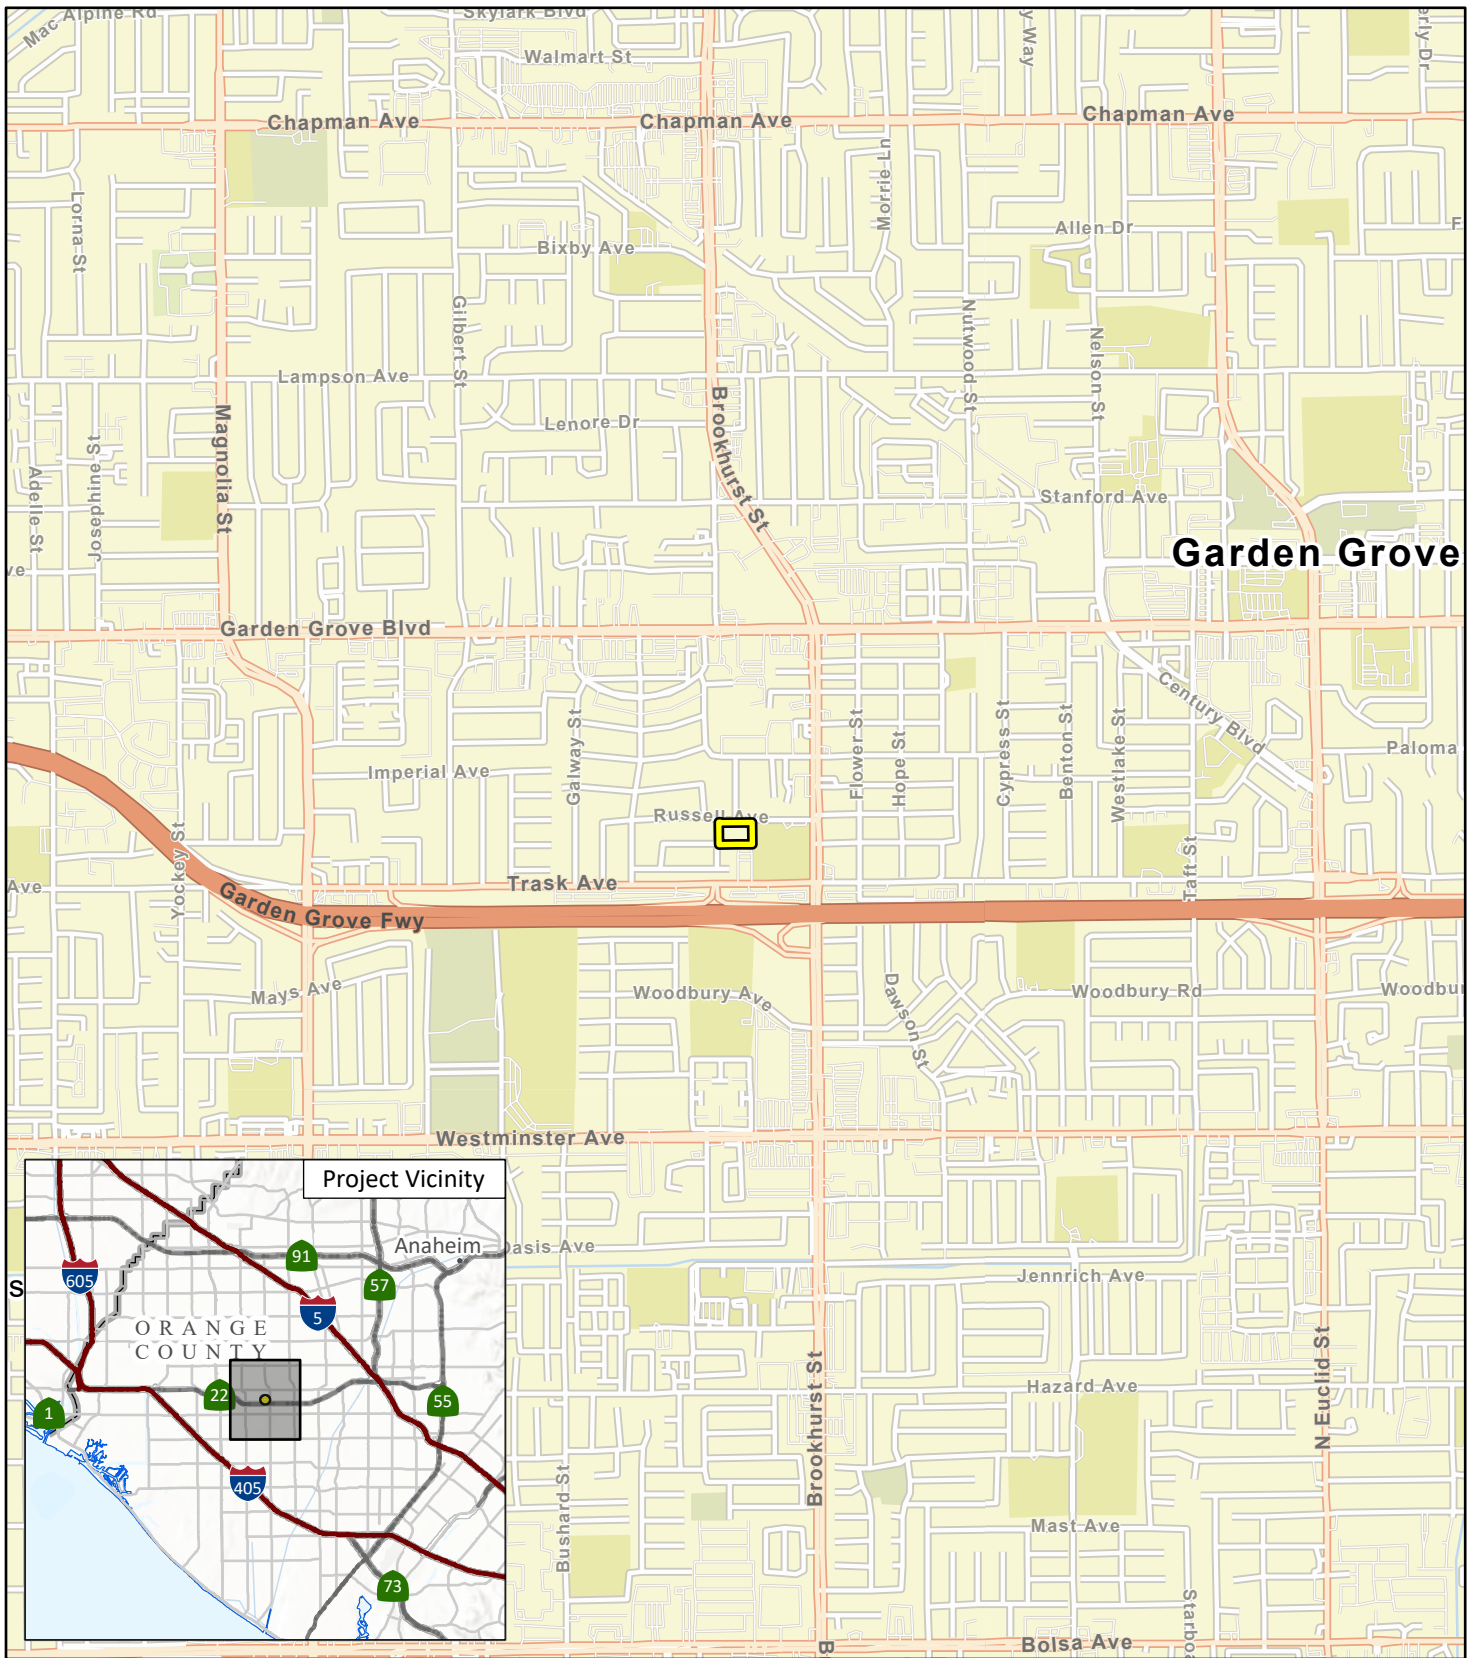 Mac Alpine Rd
Skylark Blvd
Walmart St
y Way
erly Dr
Chapman Ave
Chapman Ave
Chapman Ave
Morrie Ln
Lorna St
Allen Dr
F
Bixby Ave
Gilbert St
Nutwood St
Nelson St
Lampson Ave
Magnolia St
Brookhurst St
Lenore Dr
Josephine St
Adelle St
Stanford Ave
Garden Grove
ve
Garden Grove Blvd
Century Blvd
Galway St
Flower St
Hope St
Cypress St
Benton St
Westlake St
Paloma
Imperial Ave
Russell Ave
Yockey St
Taft St
Ave
Trask Ave
Garden Grove Fwy
Mays Ave
Woodbury Ave
Dawson St
Woodbury Rd
Woodbu
Westminster Ave
Project Vicinity
Anaheim
Oasis Ave
91
57
605
5
S
Jennrich Ave
ORANGE
COUNTY
22
55
1
405
73
Hazard Ave
Brookhurst St
N Euclid St
Bushard St
Mast Ave
Starboa
B
Bolsa Ave